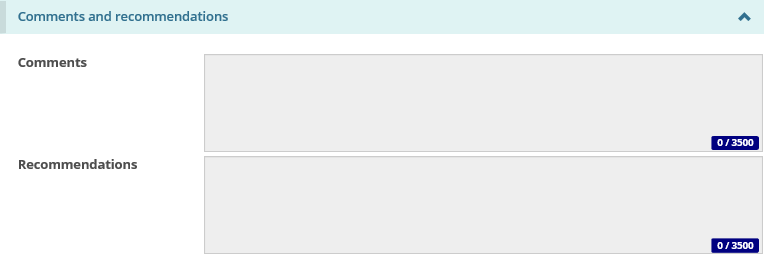 Comments and recommendations
Comments
0 / 3500
Recommendations
0 / 3500